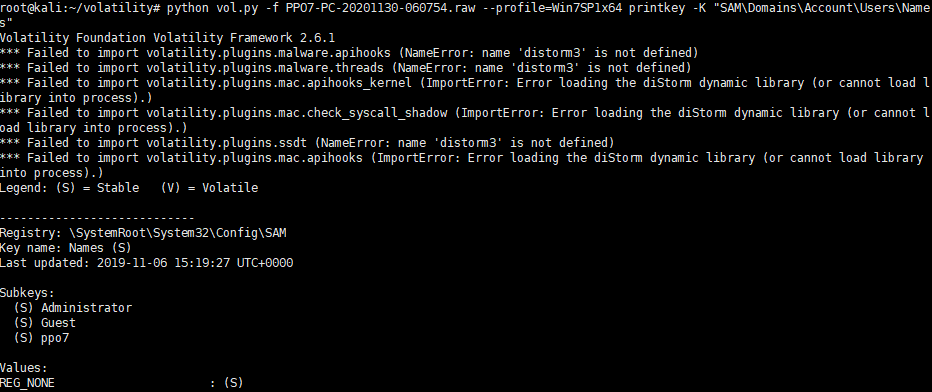 root@kali:~/volatility# python vol.py -f PPO7-PC-20201130-060754.raw --profile=Win7SP1x64 printkey -K "SAM\Domains\Account\Users\Name
s"
Volatility Foundation Volatility Framework 2.6.1
*** Failed to import volatility.plugins.malware.apihooks (NameError: name 'distorm3' is not defined)
*** Failed to import volatility.plugins.malware.threads (NameError: name 'distorm3' is not defined)
*** Failed to import volatility.plugins.mac.apihooks_kernel (ImportError: Error loading the diStorm dynamic library (or cannot load l
ibrary into process).)
*** Failed to import volatility.plugins.mac.check_syscall_shadow (ImportError: Error loading the diStorm dynamic library (or cannot l
oad library into process).)
*** Failed to import volatility.plugins.ssdt (NameError: name 'distorm3' is not defined)
*** Failed to import volatility.plugins.mac.apihooks (ImportError: Error loading the diStorm dynamic library (or cannot load library
into process).)
Legend: (S) = Stable   (V) = Volatile

----------------------------
Registry: \SystemRoot\System32\Config\SAM
Key name: Names (S)
Last updated: 2019-11-06 15:19:27 UTC+0000

Subkeys:
  (S) Administrator
  (S) Guest
  (S) ppo7

Values:
REG_NONE                      : (S)